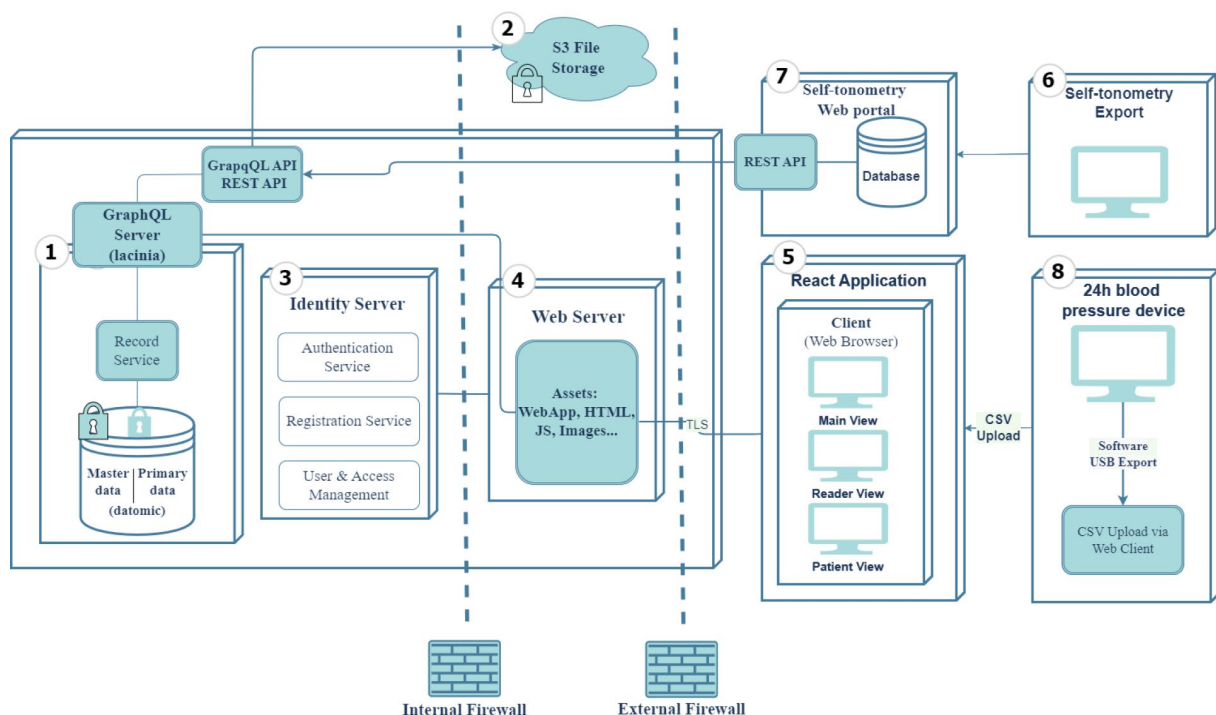 2
S3 File
Storage
7
Self-tonometry
Web portal
REST API
Database
6
Self-tonometry
Export
GrapqQL API
REST API
GraphQL
Server
(lacinia)
1
Record
Service
Master
data
Primary
data
(datomic)
3
Identity Server
Authentication
Service
Registration Service
User & Access
Management
4
Web Server
Assets:
WebApp, HTML,
JS, Images...
TLS
5
React Application
Client
(Web Browser)
Main View
Reader View
Patient View
CSV
Upload
8
24h blood
pressure device
Software
USB Export
CSV Upload via
Web Client
Internal Firewall
External Firewall